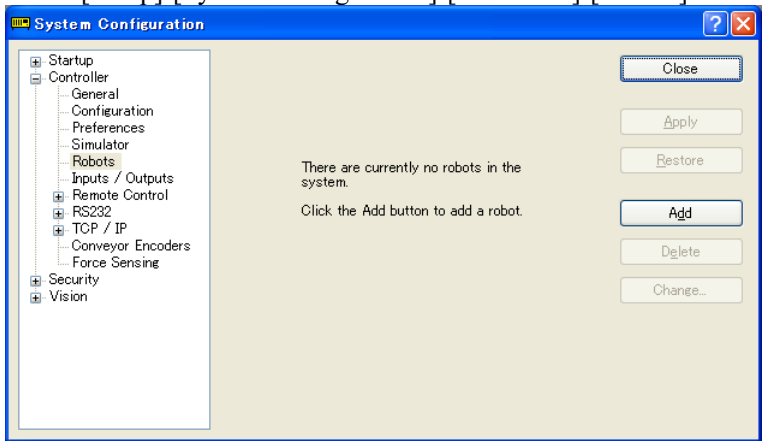 System Configuration
Startup
Controller
General
Configuration
Preferences
Simulator
Robots
Inputs / Outputs
Remote Control
RS232
TCP / IP
Conveyor Encoders
Force Sensing
Security
Vision
There are currently no robots in the
system.
Click the Add button to add a robot.
Close
Apply
Restore
Add
Delete
Change...